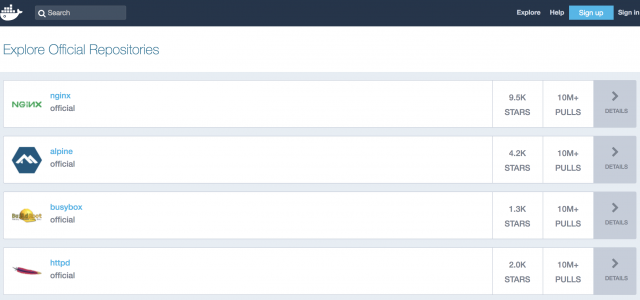 Search
Explore Help Sign up Sign in
Explore Official Repositories
NGINX
nginx
official
9.5K
STARS
10M+
PULLS
DETAILS
alpine
official
4.2K
STARS
10M+
PULLS
DETAILS
busybox
official
1.3K
STARS
10M+
PULLS
DETAILS
httpd
official
2.0K
STARS
10M+
PULLS
DETAILS